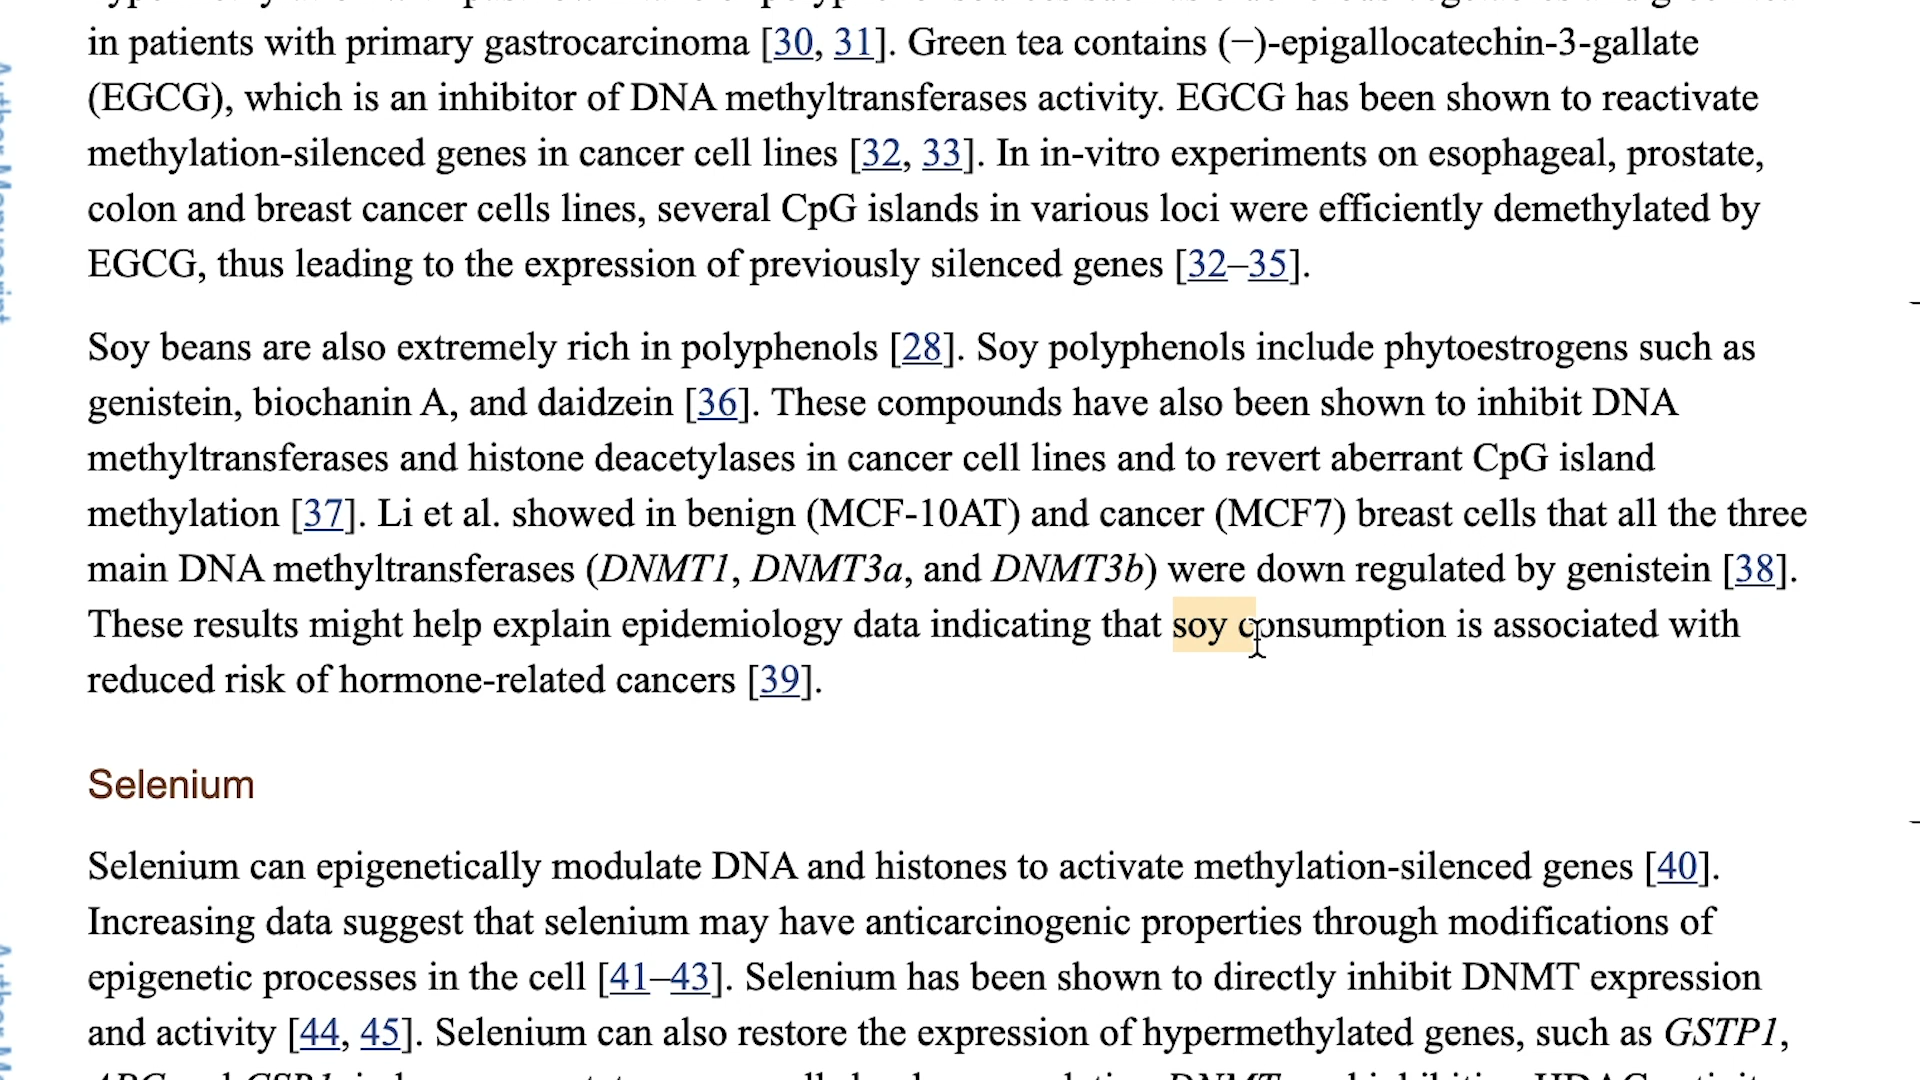 in patients with primary gastrocarcinoma [30, 31]. Green tea contains (−)-epigallocatechin-3-gallate
(EGCG), which is an inhibitor of DNA methyltransferases activity. EGCG has been shown to reactivate
methylation-silenced genes in cancer cell lines [32, 33]. In in-vitro experiments on esophageal, prostate,
colon and breast cancer cells lines, several CpG islands in various loci were efficiently demethylated by
EGCG, thus leading to the expression of previously silenced genes [32–35].
Soy beans are also extremely rich in polyphenols [28]. Soy polyphenols include phytoestrogens such as
genistein, biochanin A, and daidzein [36]. These compounds have also been shown to inhibit DNA
methyltransferases and histone deacetylases in cancer cell lines and to revert aberrant CpG island
methylation [37]. Li et al. showed in benign (MCF-10AT) and cancer (MCF7) breast cells that all the three
main DNA methyltransferases (DNMT1, DNMT3a, and DNMT3b) were down regulated by genistein [38].
These results might help explain epidemiology data indicating that soy consumption is associated with
reduced risk of hormone-related cancers [39].
Selenium
Selenium can epigenetically modulate DNA and histones to activate methylation-silenced genes [40].
Increasing data suggest that selenium may have anticarcinogenic properties through modifications of
epigenetic processes in the cell [41–43]. Selenium has been shown to directly inhibit DNMT expression
and activity [44, 45]. Selenium can also restore the expression of hypermethylated genes, such as GSTP1,